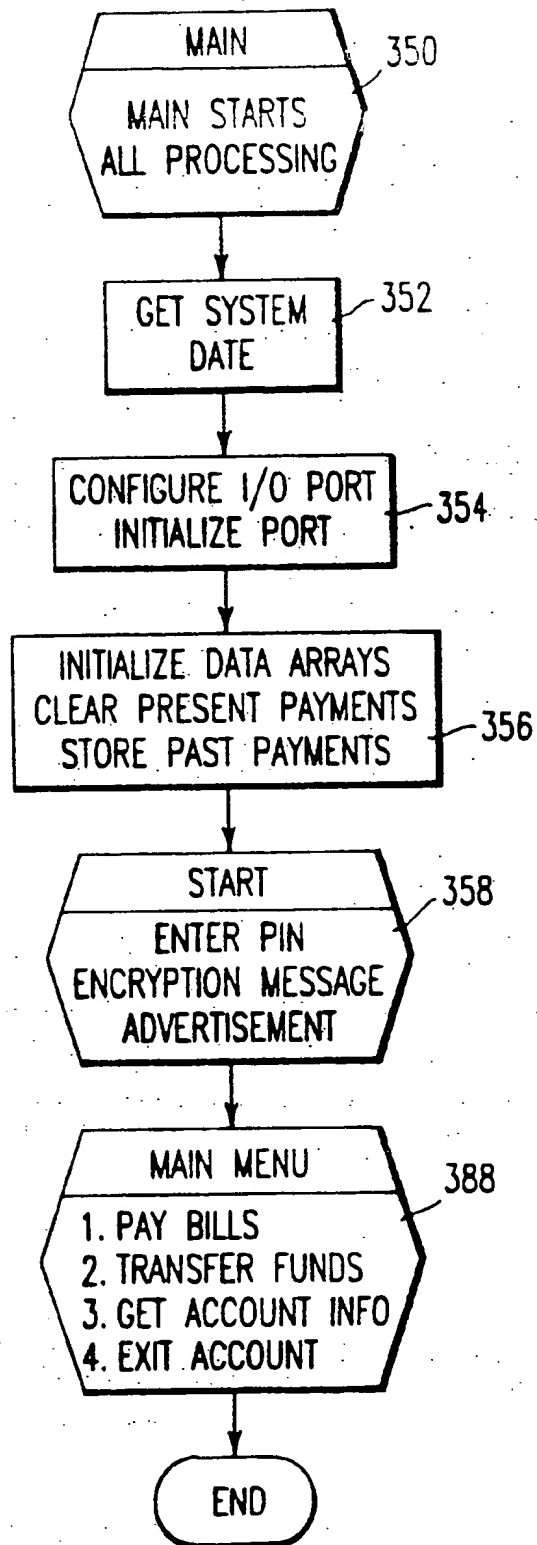 MAIN
350
MAIN STARTS
ALL PROCESSING
GET SYSTEM
DATE
352
CONFIGURE I/O PORT
INITIALIZE PORT
354
INITIALIZE DATA ARRAYS
CLEAR PRESENT PAYMENTS
STORE PAST PAYMENTS
356
START
358
ENTER PIN
ENCRYPTION MESSAGE
ADVERTISEMENT
MAIN MENU
388
1. PAY BILLS
2. TRANSFER FUNDS
3. GET ACCOUNT INFO
4. EXIT ACCOUNT
END